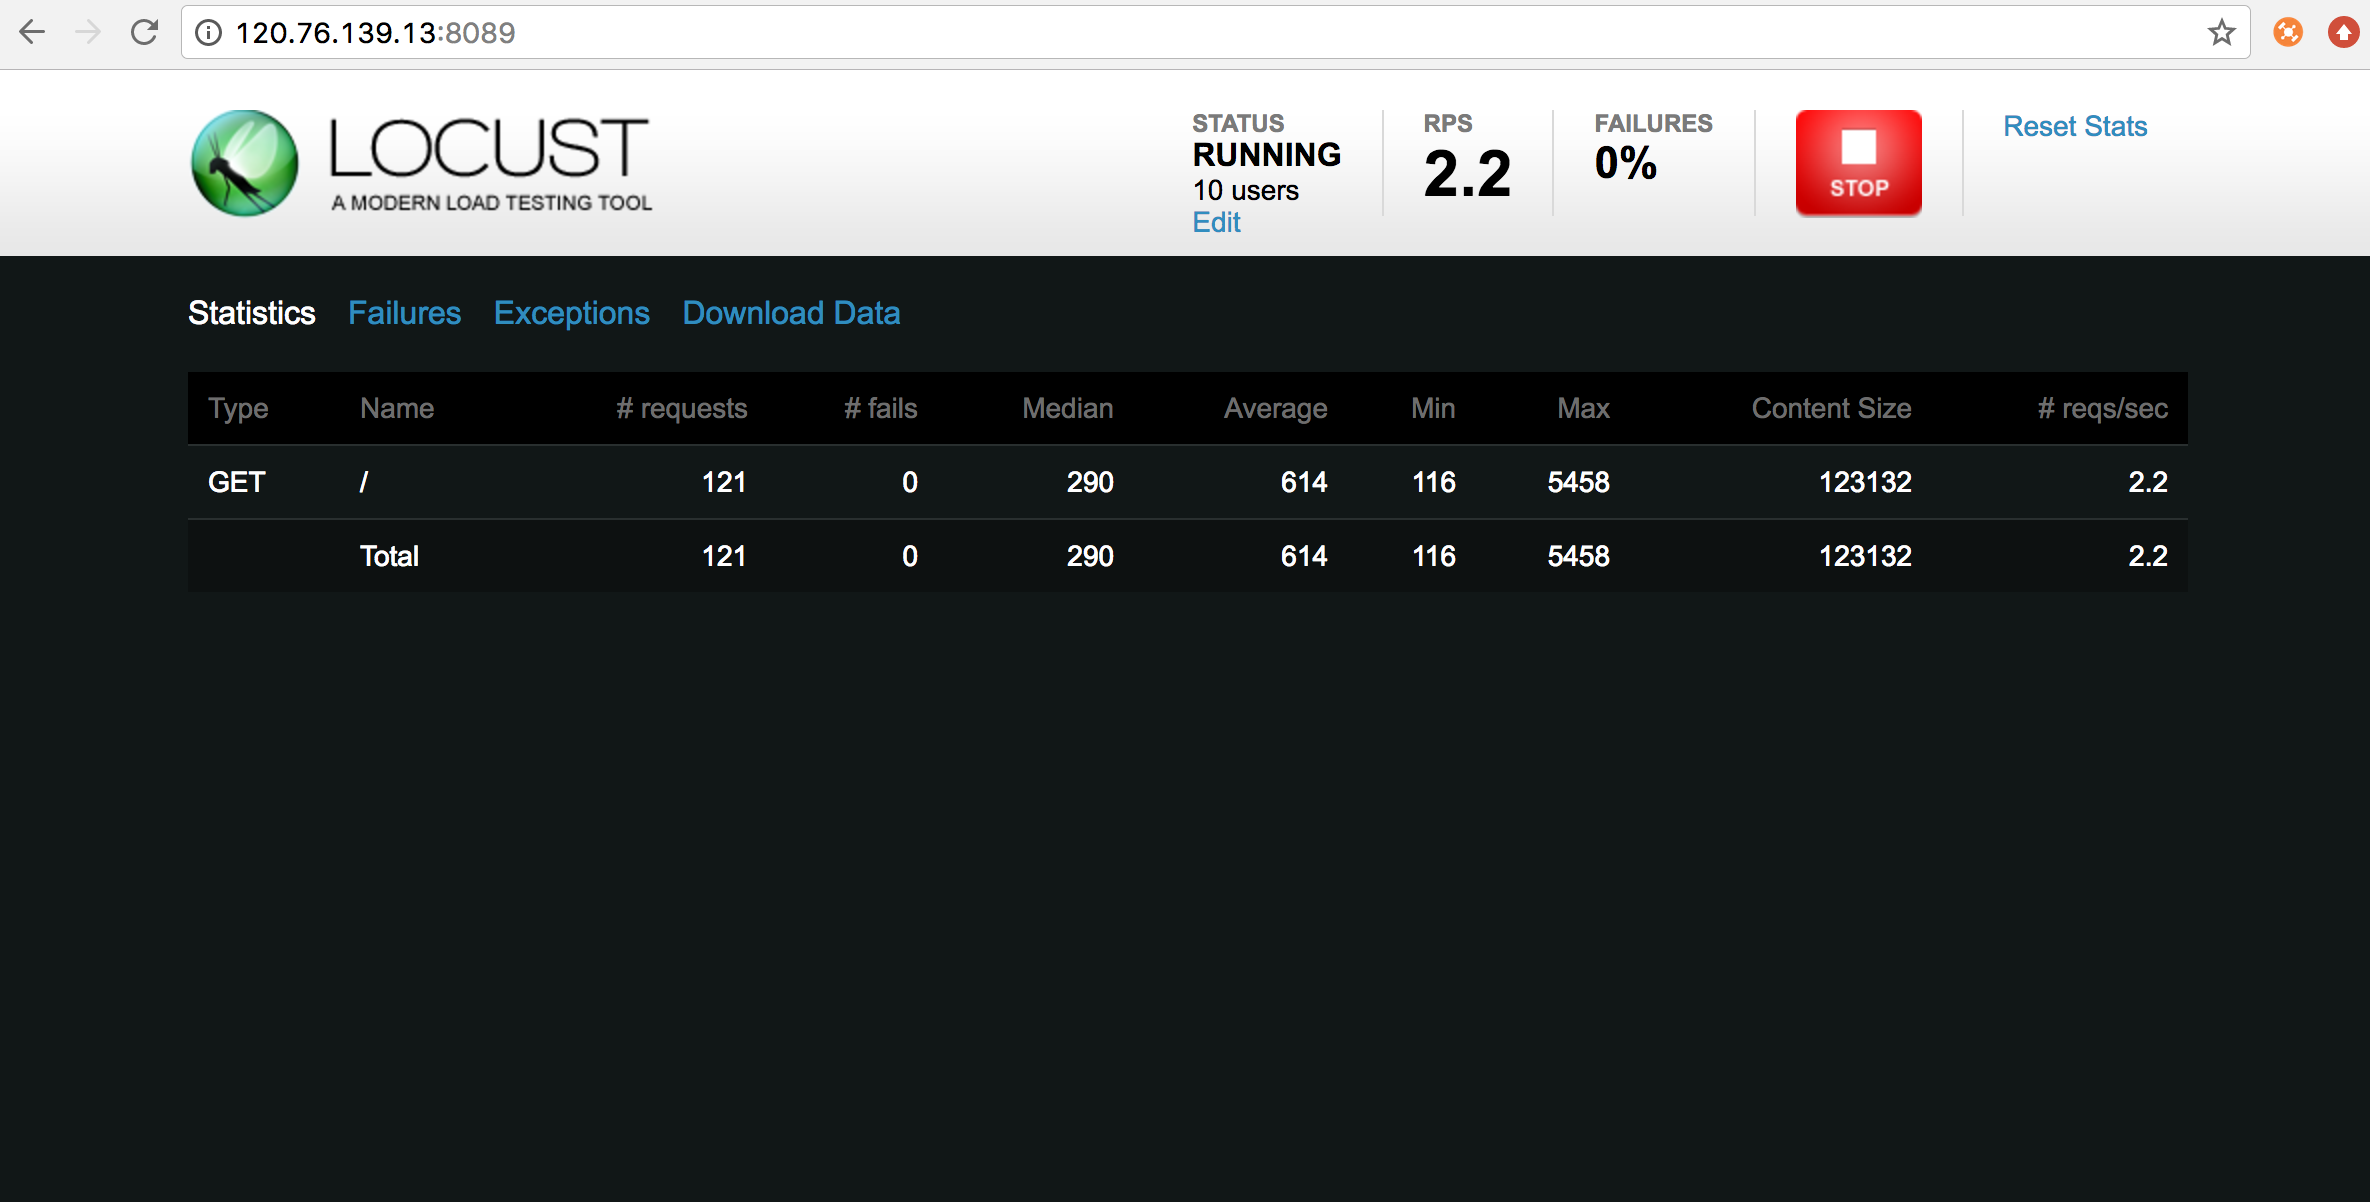 120.76.139.13:8089
LOCUST
A MODERN LOAD TESTING TOOL
STATUS
RUNNING
10 users
Edit
RPS
2.2
FAILURES
0%
STOP
Reset Stats
Statistics Failures Exceptions Download Data
Type Name # requests # fails Median Average Min Max Content Size # reqs/sec
GET / 121 0 290 614 116 5458 123132 2.2
Total 121 0 290 614 116 5458 123132 2.2